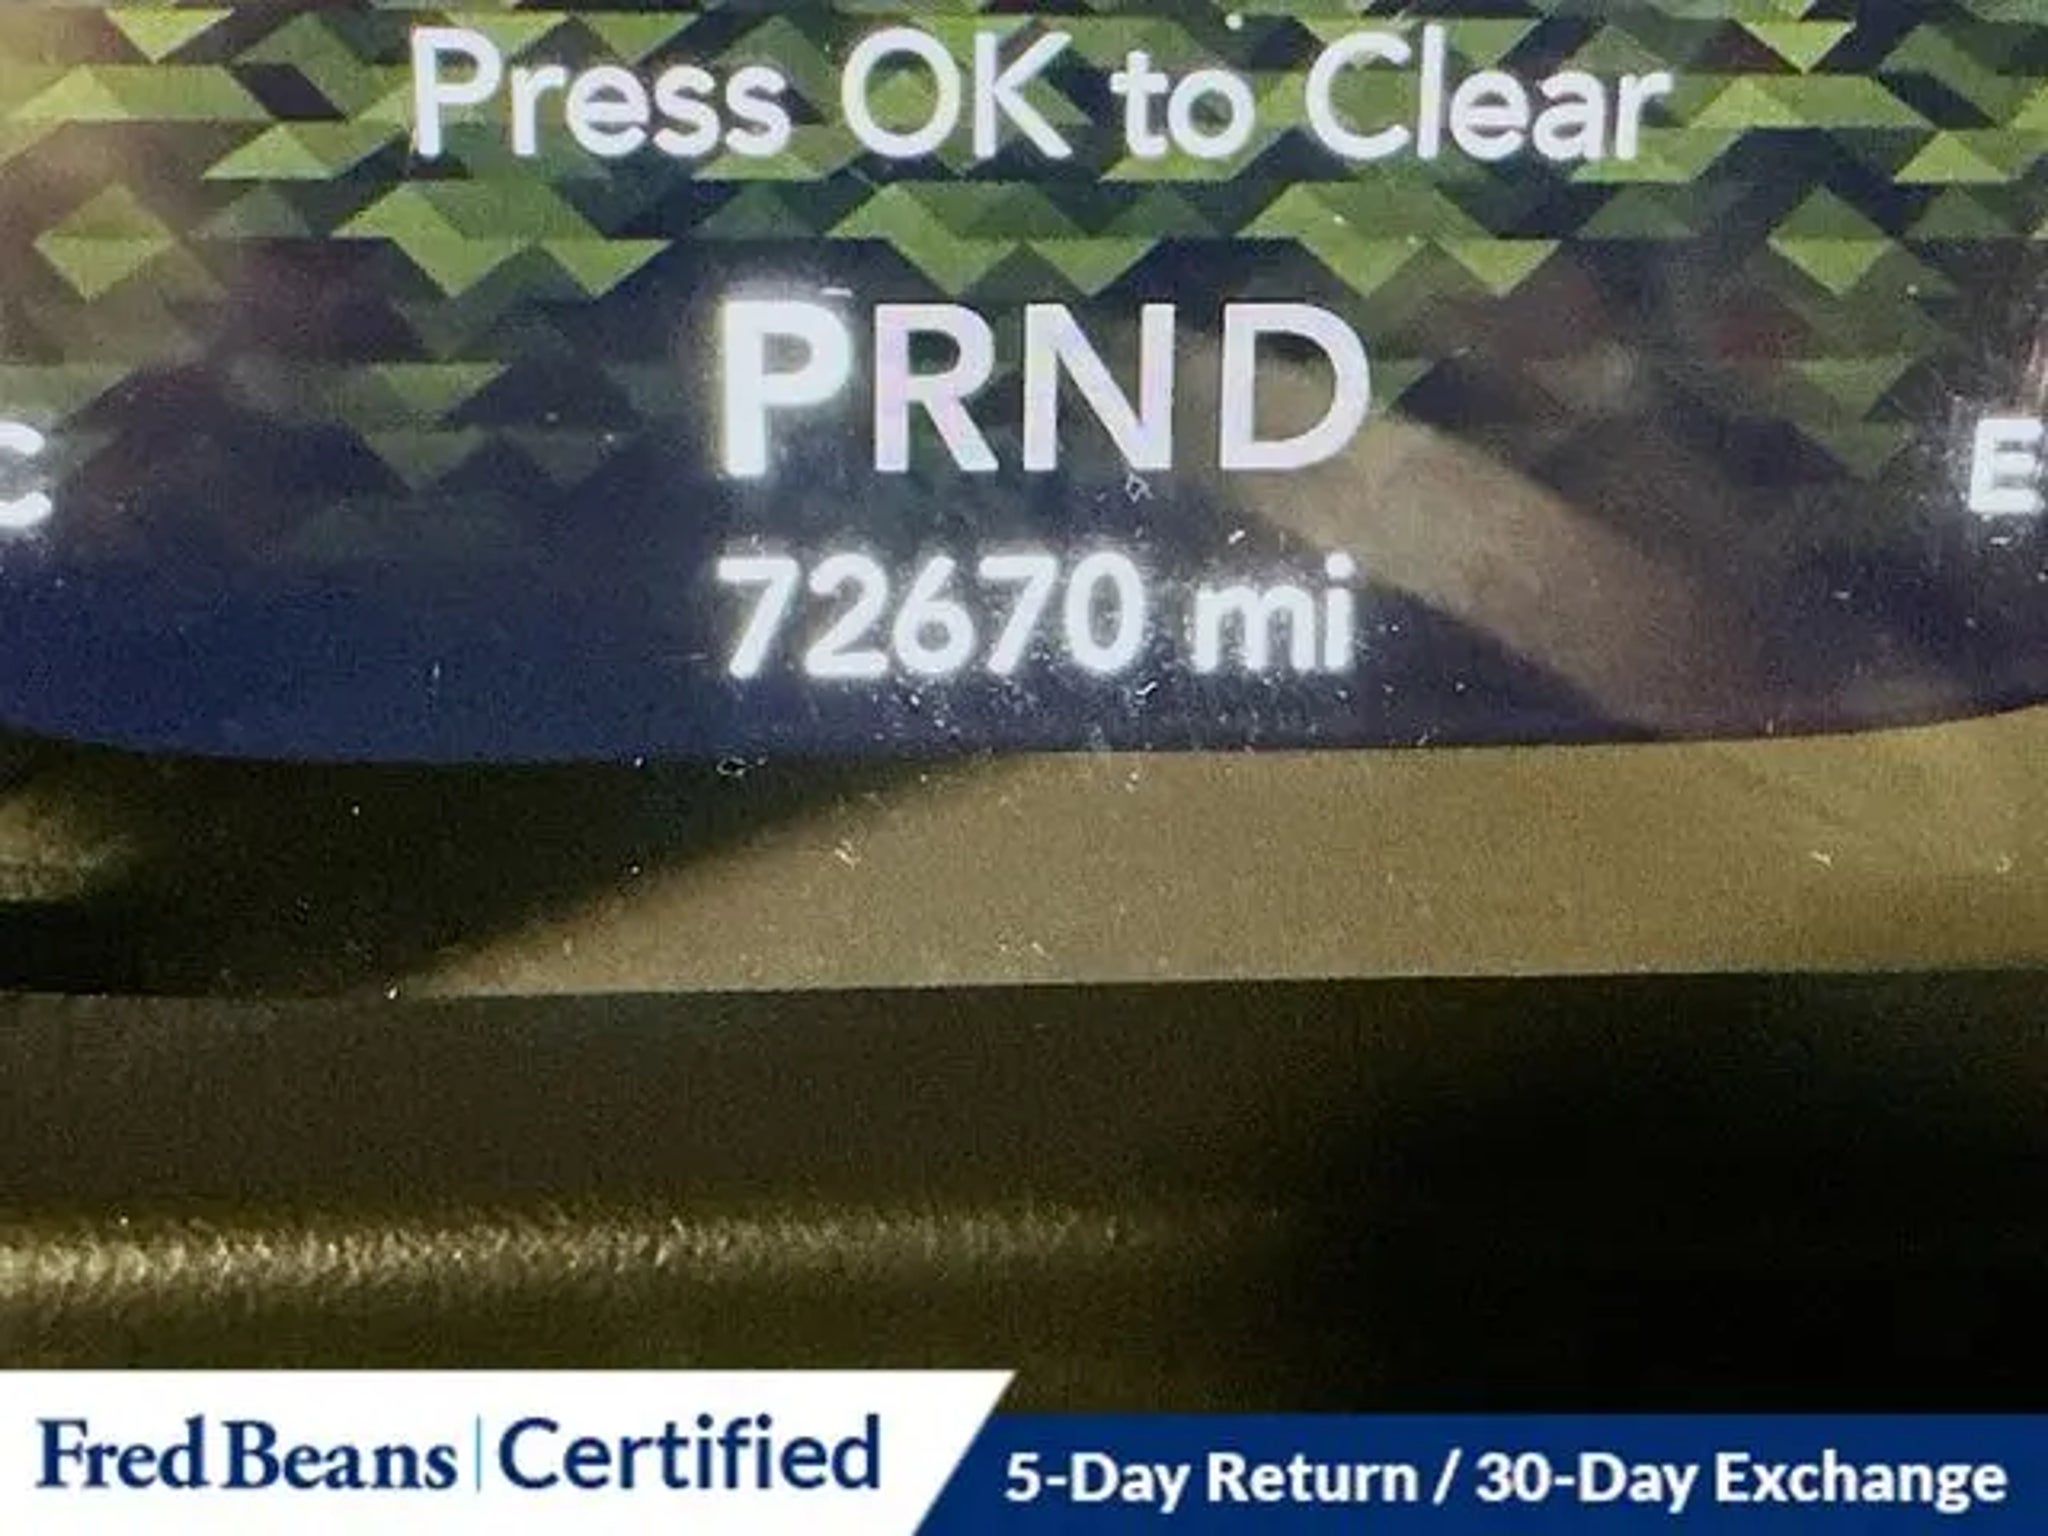 Press OK to Clear
PRND
C
E
72670 mi
Fred Beans | Certified
5-Day Return / 30-Day Exchange